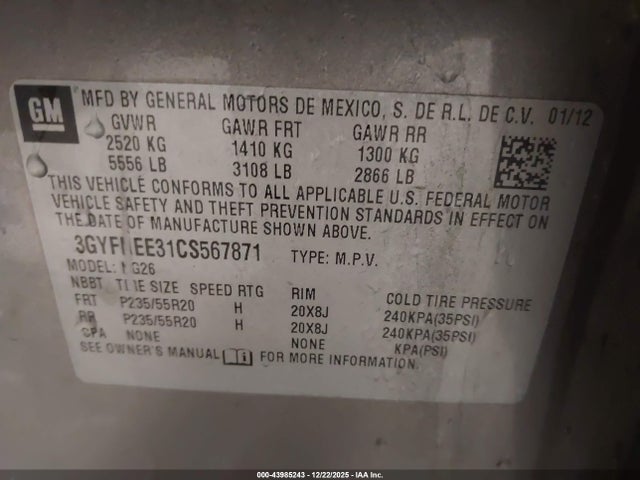 GM
MFD BY GENERAL MOTORS DE MEXICO, S. DE R.L. DE C.V. 01/12
GVWR GAWR FRT GAWR RR
2520 KG 1410 KG 1300 KG
5556 LB 3108 LB 2866 LB
THIS VEHICLE CONFORMS TO ALL APPLICABLE U.S. FEDERAL MOTOR
VEHICLE SAFETY AND THEFT PREVENTION STANDARDS IN EFFECT ON
THE DATE OF MANUFACTURE SHOWN ABOVE.
TYPE: M.P.V.
MODEL:
NBBT SIZE SPEED RTG RIM COLD TIRE PRESSURE
FRT P235/55R20 H 20X8J 240KPA(35PSI)
RR P235/55R20 H 20X8J 240KPA(35PSI)
SPA NONE NONE KPA(PSI)
SEE OWNER'S MANUAL FOR MORE INFORMATION.
000-43985243 - 12/22/2025 - IAA Inc.